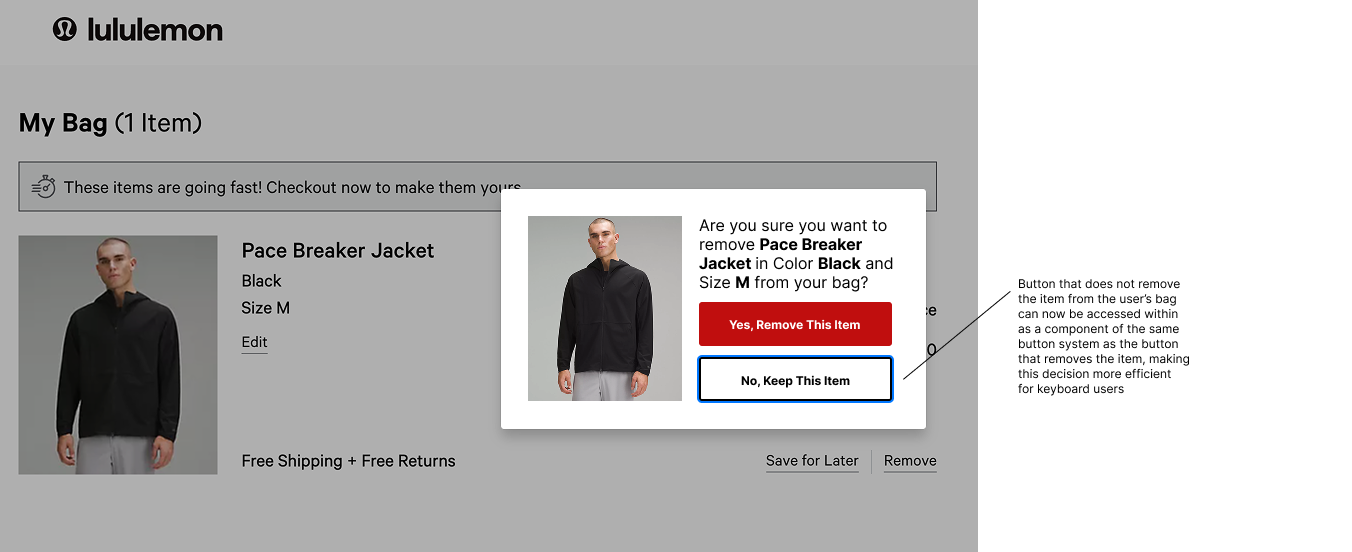 lululemon
My Bag (1 Item)
These items are going fast! Checkout now to make them yours
Pace Breaker Jacket
Black
Size M
Edit
Free Shipping + Free Returns
Save for Later
Remove
Are you sure you want to
remove Pace Breaker
Jacket in Color Black and
Size M from your bag?
Yes, Remove This Item
No, Keep This Item
0
Button that does not remove
the item from the user's bag
can now be accessed within
as a component of the same
button system as the button
that removes the item, making
this decision more efficient
for keyboard users